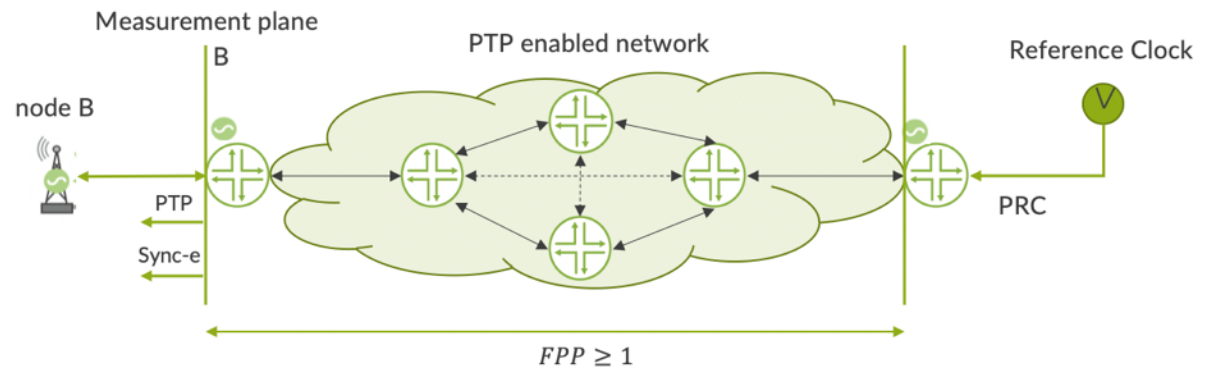 Measurement plane
B
PTP enabled network
Reference Clock
V
node B
PTP
PRC
Sync-e
FPP ≥ 1